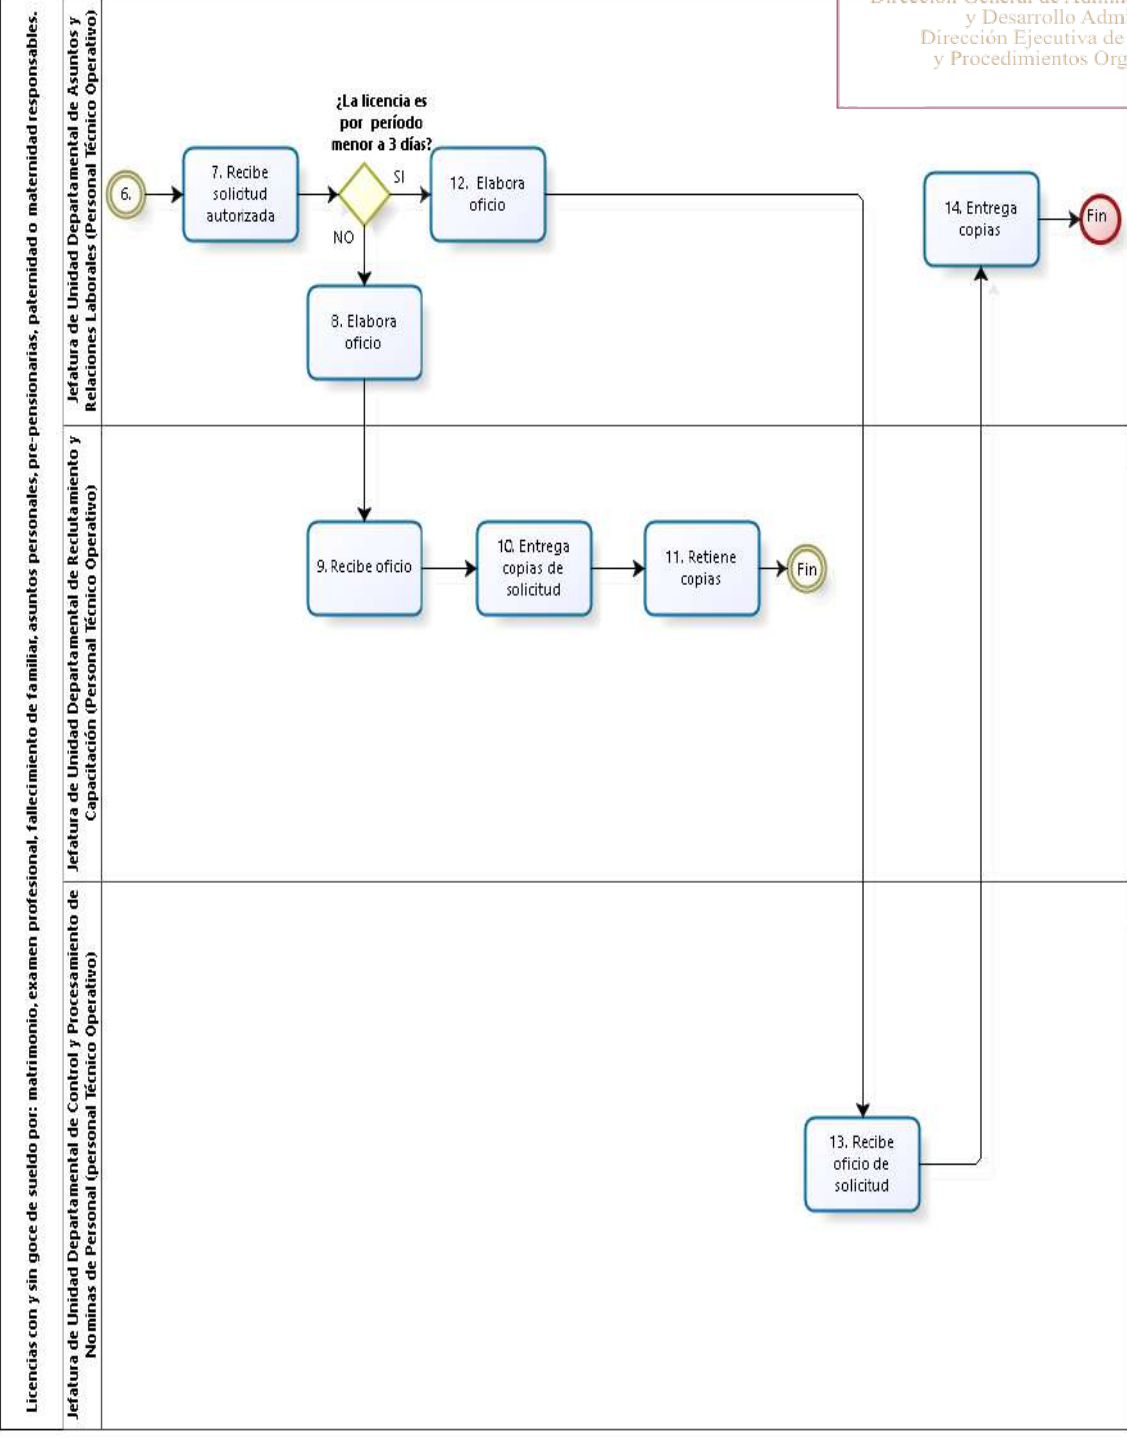 Licencias con y sin goce de sueldo por: matrimonio, examen profesional, fallecimiento de familiar, asuntos personales, pre-pensionarias, paternidad o maternidad responsables.
Jefatura de Unidad Departamental de Asuntos y
Relaciones Laborales (Personal Técnico Operativo)
y Desarrollo
Dirección Ejecutiva de
y Procedimientos
¿La licencia es
por período
menor a 3 días?
6.
7. Recibe
solicitud
autorizada
SI
12. Elabora
oficio
14. Entrega
copias
Fin
NO
8. Elabora
oficio
Jefatura de Unidad Departamental de Reclutamiento y
Capacitación (Personal Técnico Operativo)
9. Recibe oficio
10. Entrega
copias de
solicitud
11. Retiene
copias
Fin
Jefatura de Unidad Departamental de Control y Procesamiento de
Nominas de Personal (personal Técnico Operativo)
13. Recibe
oficio de
solicitud